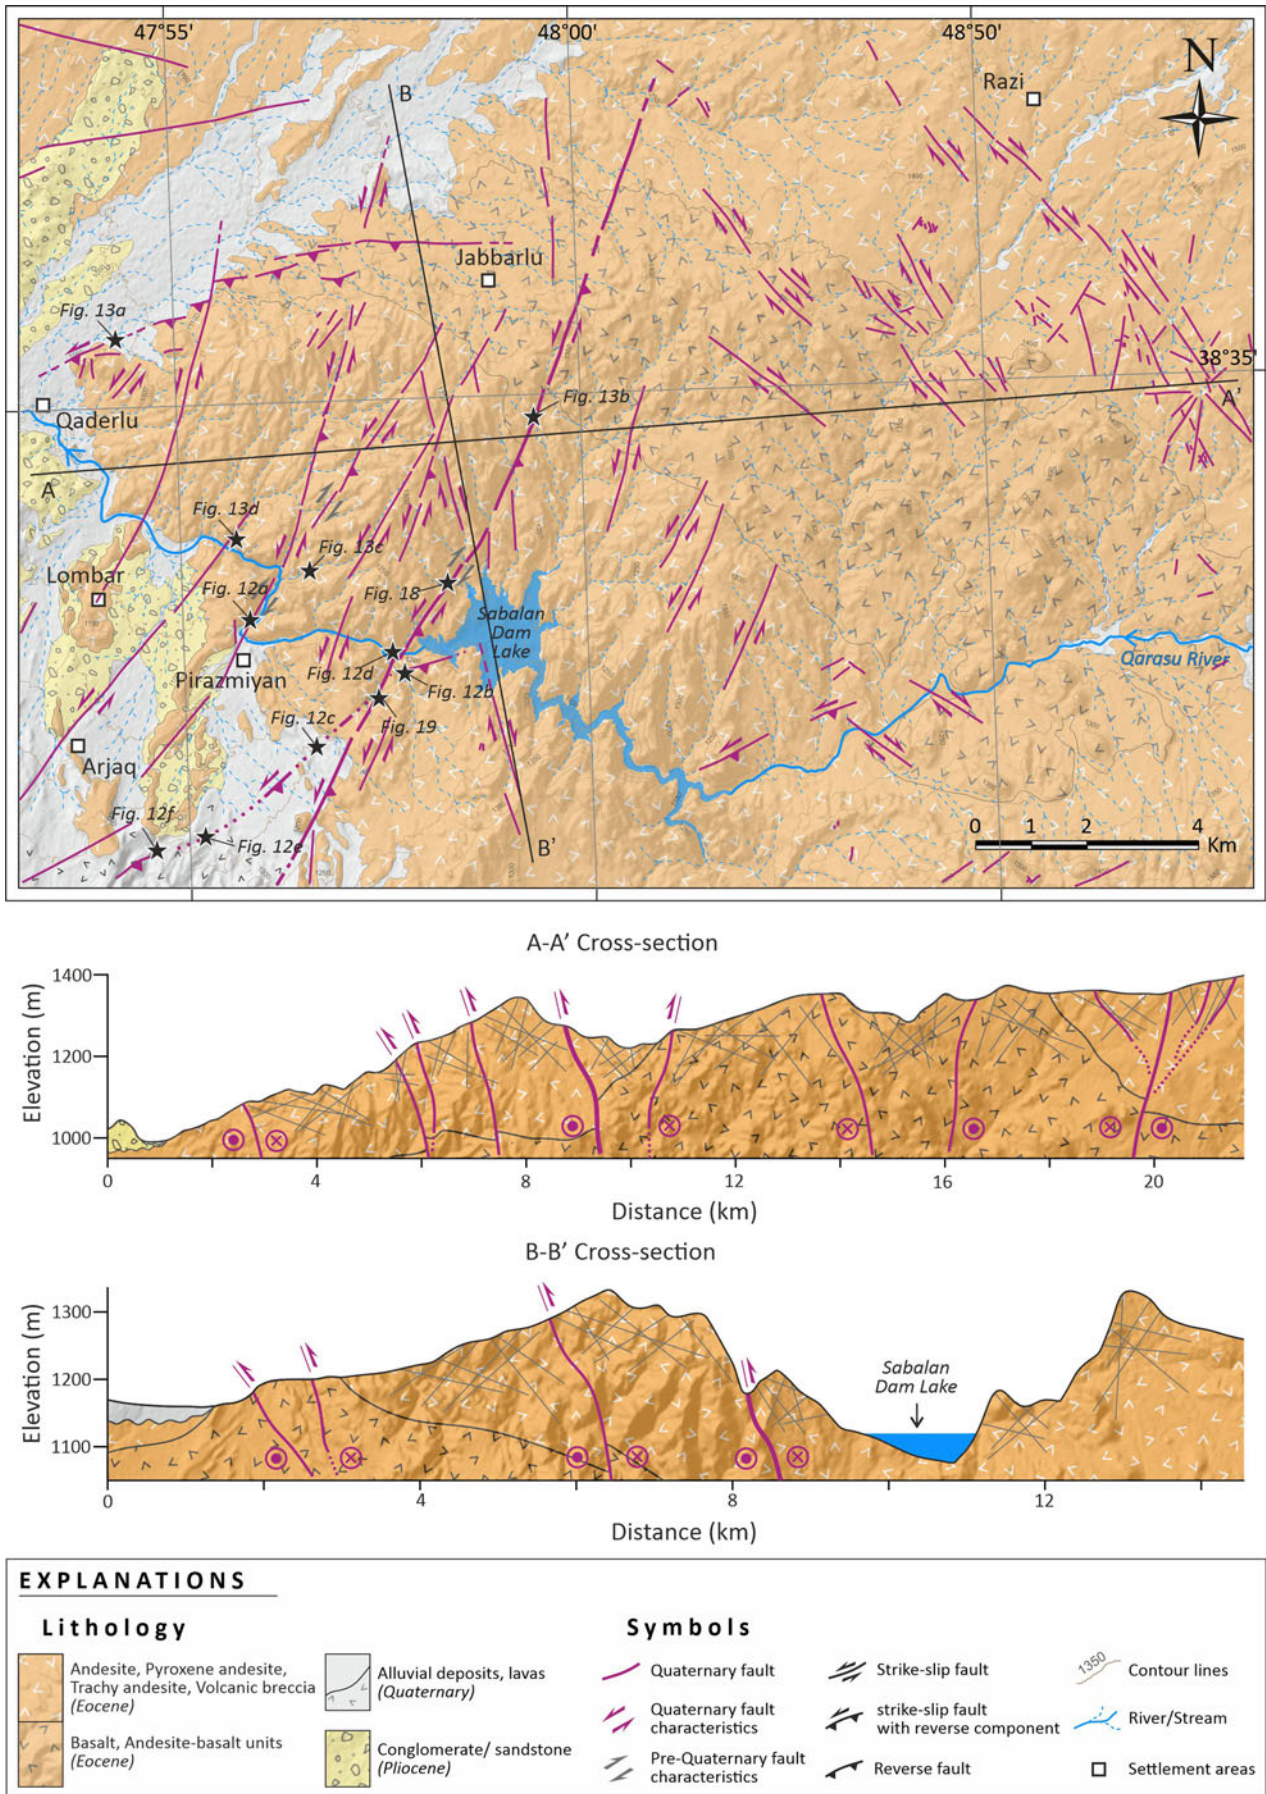 47°55'
48°00'
48°50'
N
B
Razi
Jabbarlu
Fig. 13a
38°35'
Fig. 13b
A'
Qaderlu
A
Fig. 13d
Fig. 13c
Lombar
Fig. 12a
Fig. 18
Sabalan
Dam
Lake
Qarasu River
Pirazmiyan
Fig. 12d
Fig. 12b
Fig. 12c
Fig. 19
Arjaq
Fig. 12f
Fig. 12e
B'
0 1 2 4
Km
A-A' Cross-section
Elevation (m)
1400
1200
1000
0 4 8 12 16 20
Distance (km)
B-B' Cross-section
Elevation (m)
1300
1200
1100
Sabalan
Dam Lake
0 4 8 12
Distance (km)
EXPLANATIONS
Lithology
Andesite, Pyroxene andesite,
Trachy andesite, Volcanic breccia
(Eocene)
Basalt, Andesite-basalt units
(Eocene)
Alluvial deposits, lavas
(Quaternary)
Conglomerate/ sandstone
(Pliocene)
Symbols
Quaternary fault
Quaternary fault
characteristics
Pre-Quaternary fault
characteristics
Strike-slip fault
strike-slip fault
with reverse component
Reverse fault
1350
Contour lines
River/Stream
Settlement areas